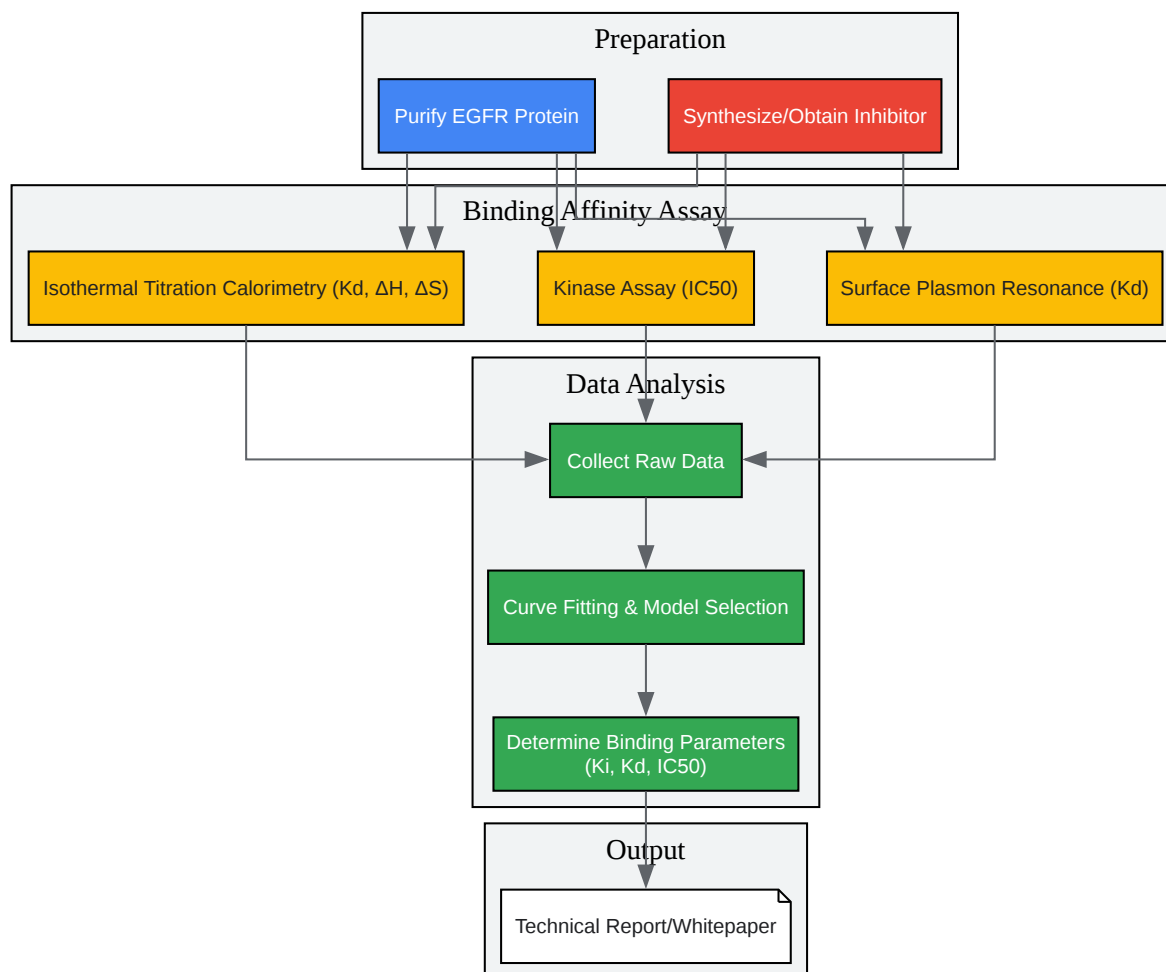 Preparation
Purify EGFR Protein
Synthesize/Obtain Inhibitor
Binding Affinity Assay
Isothermal Titration Calorimetry (Kd, ΔH, ΔS)
Kinase Assay (IC50)
Surface Plasmon Resonance (Kd)
Data Analysis
Collect Raw Data
Curve Fitting & Model Selection
Determine Binding Parameters
(Ki, Kd, IC50)
Output
Technical Report/Whitepaper